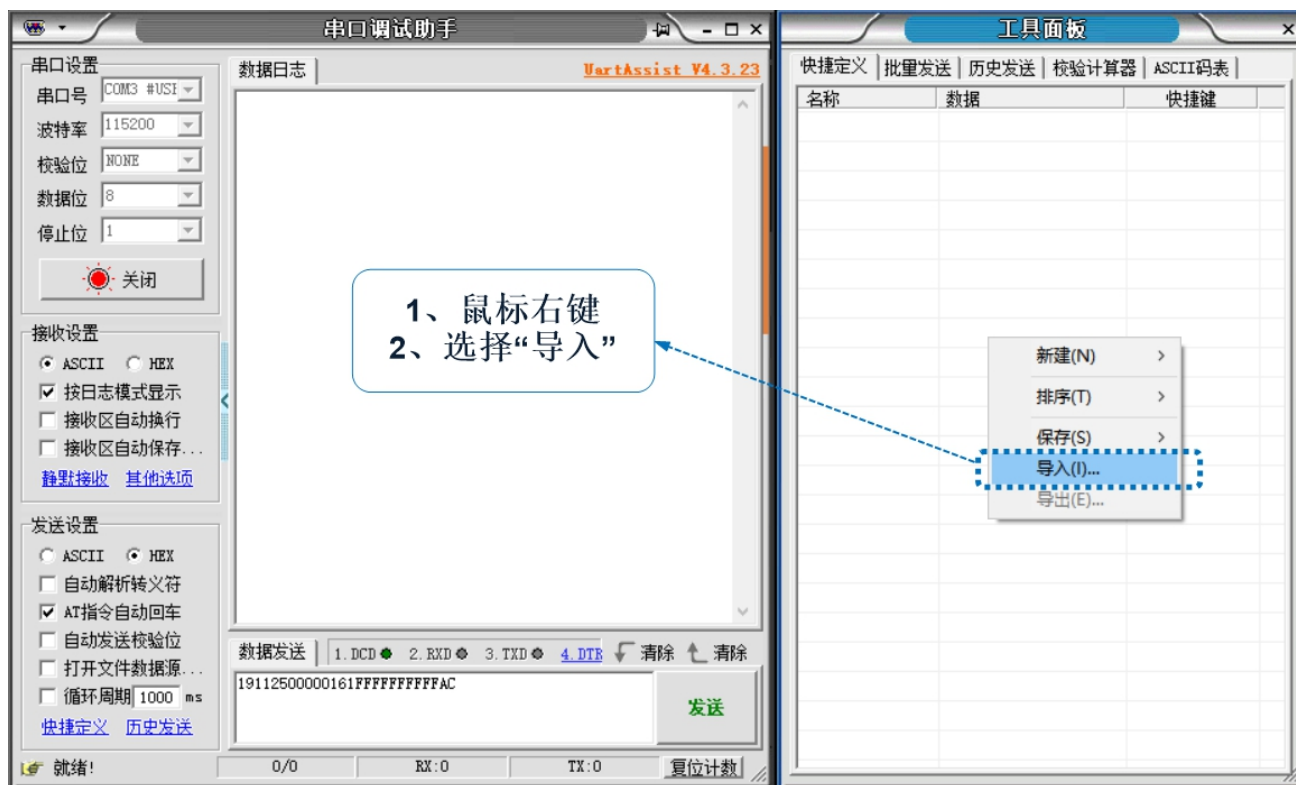 串口调试助手
串口设置
串口号 COM3 #USI
波特率 115200
校验位 NONE
数据位 8
停止位 1
关闭
接收设置
ASCII HEX
按日志模式显示
接收区自动换行
接收区自动保存...
静默接收 其他选项
发送设置
ASCII HEX
自动解析转义符
AT指令自动回车
自动发送校验位
打开文件数据源...
循环周期 1000 ms
快捷定义 历史发送
就绪!
数据日志 UartAssist V4.3.23
1、鼠标右键
2、选择“导入”
数据发送 1.DCD 2.RXD 3.TXD 4.DTR 清除 清除
19112500000161FFFFFFFFFFAC
发送
0/0 RX:0 TX:0 复位计数
工具面板
快捷定义 批量发送 历史发送 校验计算器 ASCII码表
名称 数据 快捷键
新建(N)
排序(T)
保存(S)
导入(I)...
导出(E)...